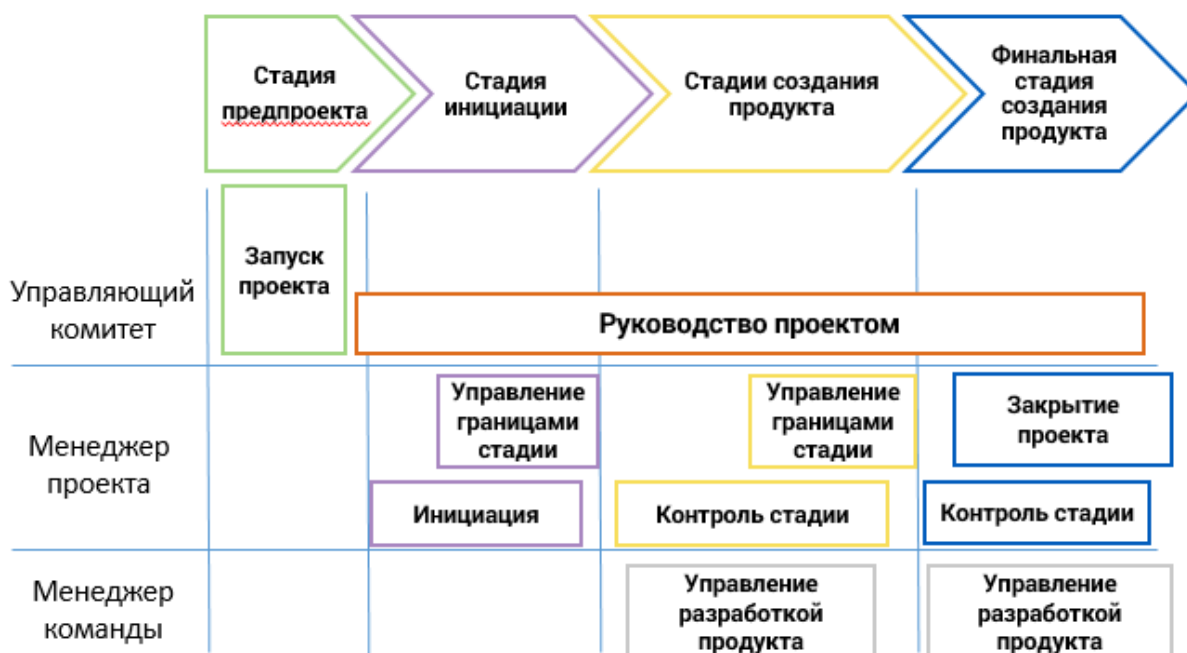 Стадия
предпроекта
Стадия
инициации
Стадии создания
продукта
Финальная
стадия
создания
продукта
Управляющий
комитет
Запуск
проекта
Руководство проектом
Менеджер
проекта
Управление
границами
стадии
Управление
границами
стадии
Закрытие
проекта
Инициация
Контроль стадии
Контроль стадии
Менеджер
команды
Управление
разработкой
продукта
Управление
разработкой
продукта